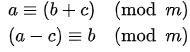 a ≡ (b + c) (mod m)
(a − c) ≡ b (mod m)